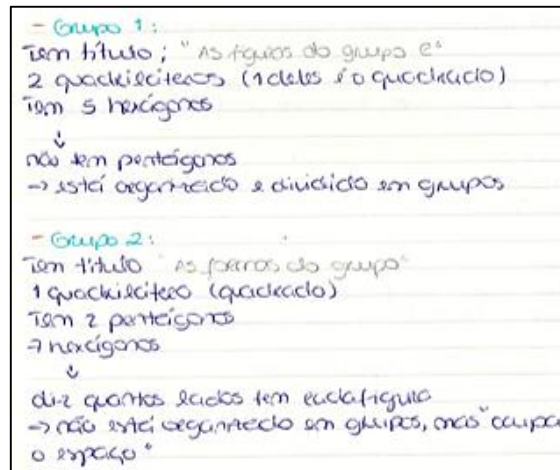 - Grupo 1:
Tem título; "As figuras do grupo e"
2 quadriláteros (1 deles é o quadrado)
Tem 5 hexágonos
↓
não tem pentágonos
→ está organizado e dividido em grupos
- Grupo 2:
Tem título "As formas do grupo"
1 quadrilátero (quadrado)
Tem 2 pentágonos
7 hexágonos
↓
diz quantos lados tem cada figura
→ não está organizado em grupos, mas "ocupa
o espaço"